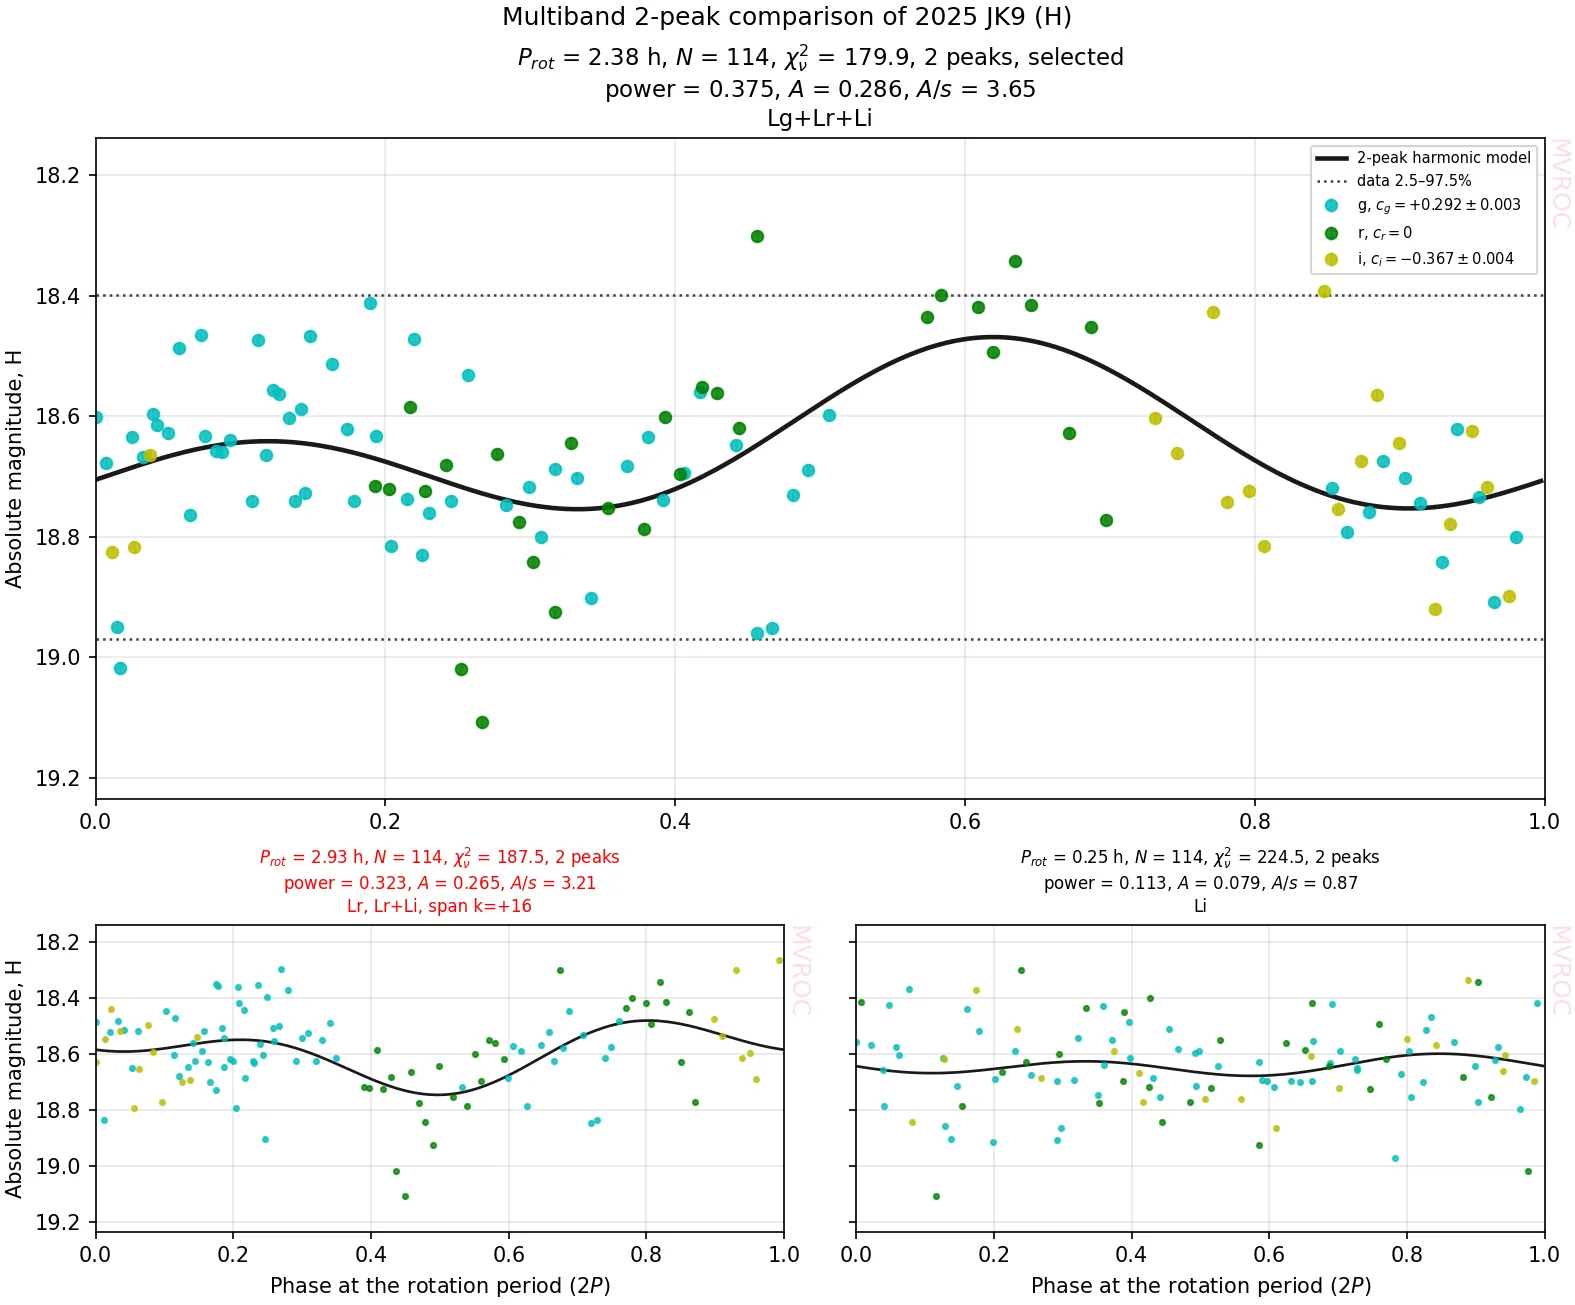 Multiband 2-peak comparison of 2025 JK9 (H)
P_rot = 2.38 h, N = 114, χ²_ν = 179.9, 2 peaks, selected
power = 0.375, A = 0.286, A/s = 3.65
Lg+Lr+Li
2-peak harmonic model
data 2.5–97.5%
g, c_g = +0.292 ± 0.003
r, c_r = 0
i, c_i = −0.367 ± 0.004
MVROC
Absolute magnitude, H
18.2
18.4
18.6
18.8
19.0
19.2
0.0 0.2 0.4 0.6 0.8 1.0
P_rot = 2.93 h, N = 114, χ²_ν = 187.5, 2 peaks
power = 0.323, A = 0.265, A/s = 3.21
Lr, Lr+Li, span k=+16
MVROC
Absolute magnitude, H
18.2
18.4
18.6
18.8
19.0
19.2
0.0 0.2 0.4 0.6 0.8 1.0
Phase at the rotation period (2P)
P_rot = 0.25 h, N = 114, χ²_ν = 224.5, 2 peaks
power = 0.113, A = 0.079, A/s = 0.87
Li
MVROC
0.0 0.2 0.4 0.6 0.8 1.0
Phase at the rotation period (2P)